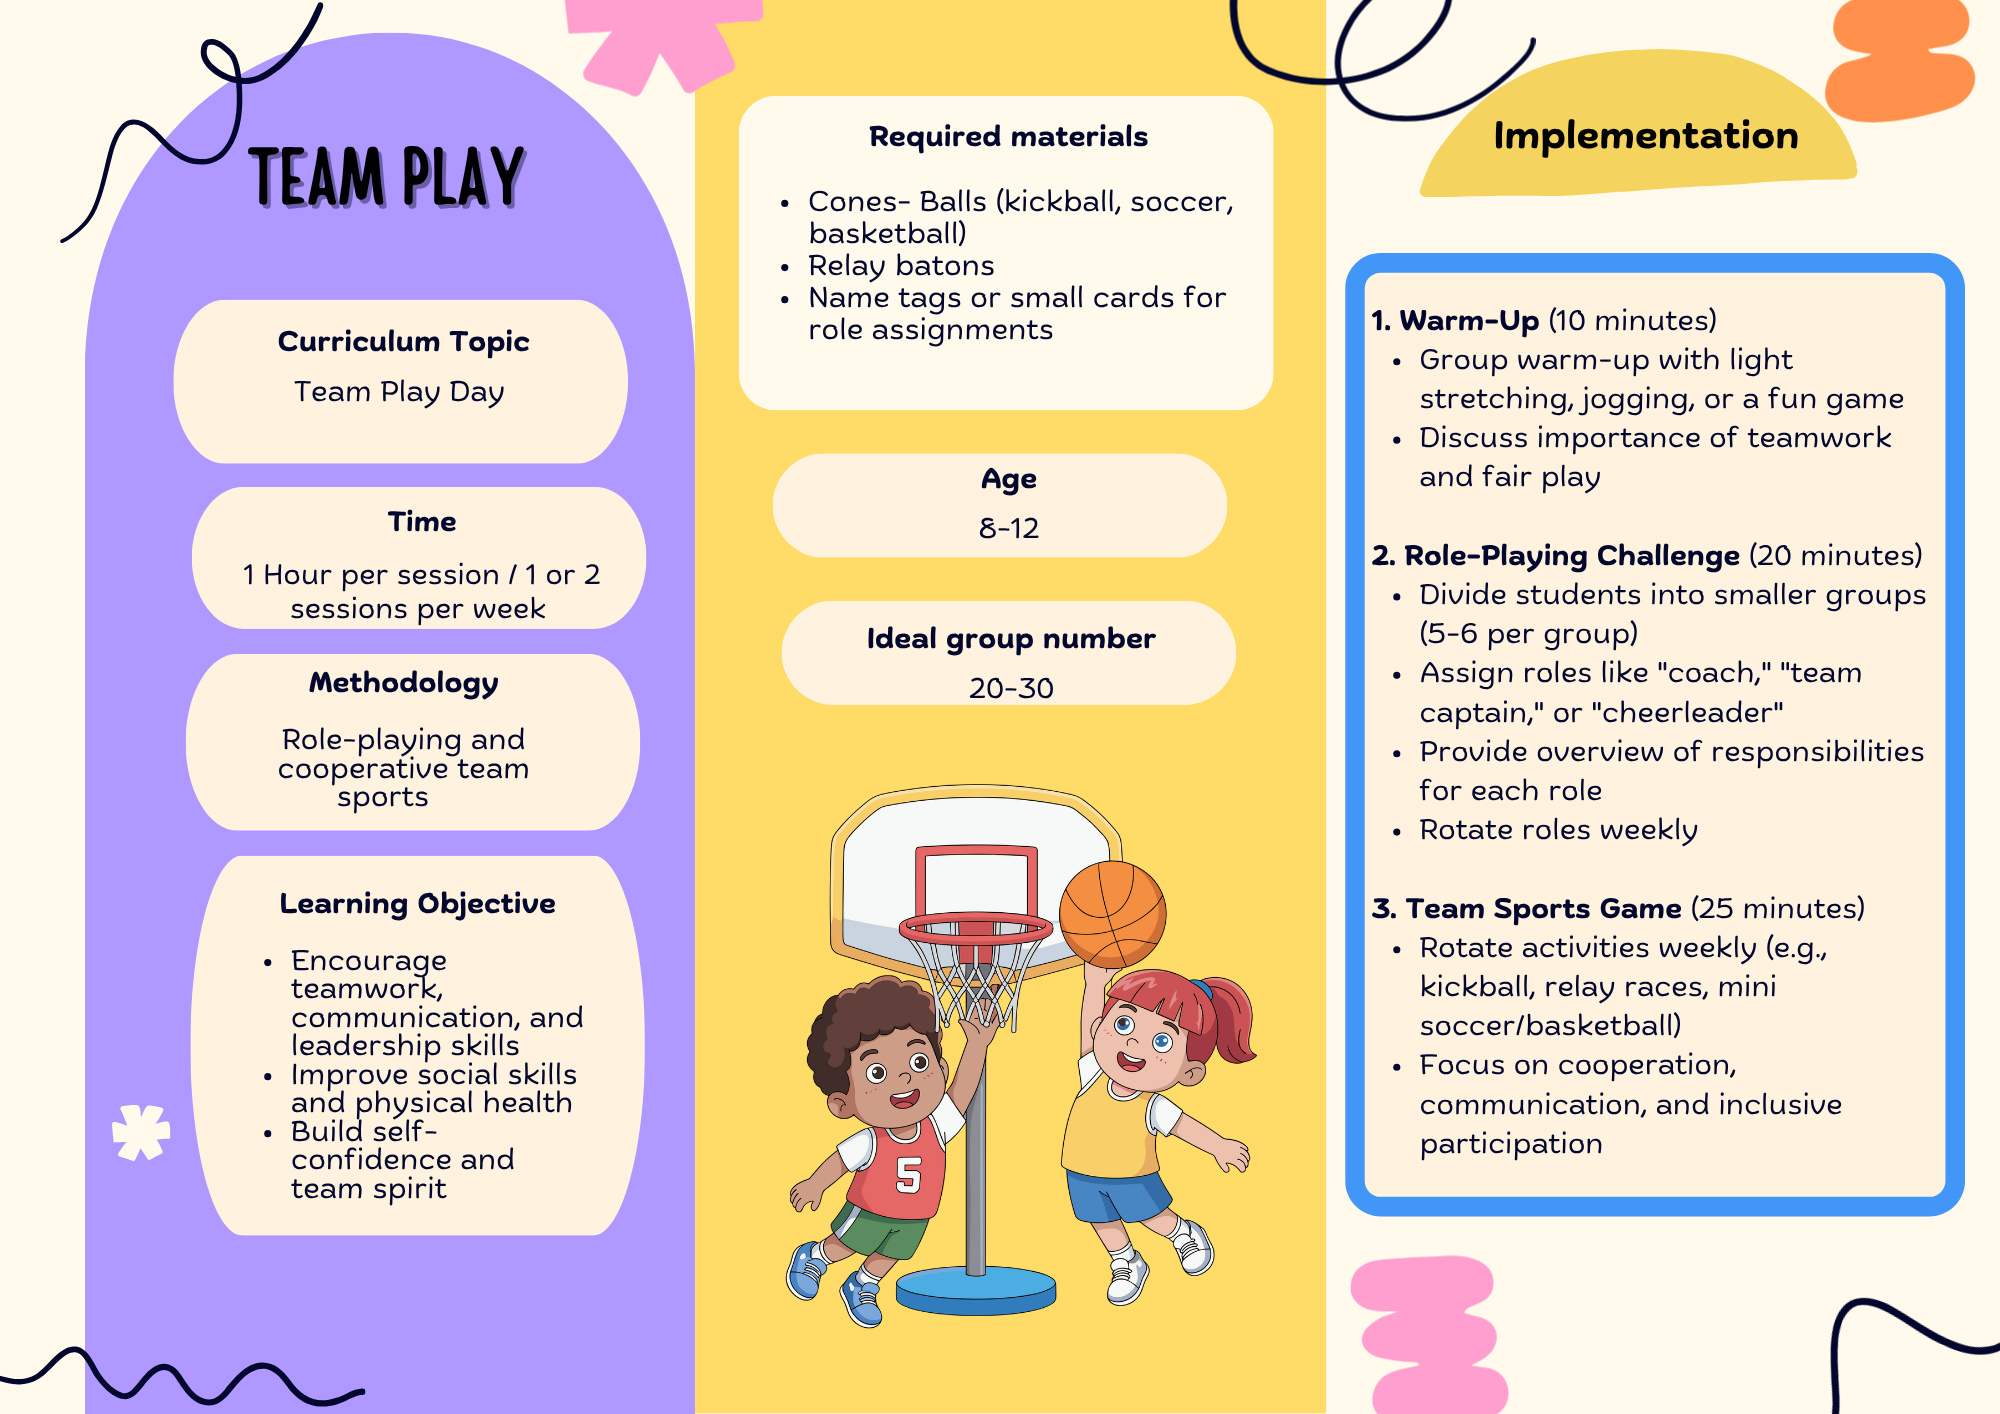 TEAM PLAY
Curriculum Topic
Team Play Day
Time
1 Hour per session / 1 or 2
sessions per week
Methodology
Role-playing and
cooperative team
sports
Learning Objective
• Encourage
teamwork,
communication, and
leadership skills
• Improve social skills
and physical health
• Build self-
confidence and
team spirit
Required materials
• Cones- Balls (kickball, soccer,
basketball)
• Relay batons
• Name tags or small cards for
role assignments
Age
8-12
Ideal group number
20-30
5
Implementation
1. Warm-Up (10 minutes)
• Group warm-up with light
stretching, jogging, or a fun game
• Discuss importance of teamwork
and fair play
2. Role-Playing Challenge (20 minutes)
• Divide students into smaller groups
(5-6 per group)
• Assign roles like "coach," "team
captain," or "cheerleader"
• Provide overview of responsibilities
for each role
• Rotate roles weekly
3. Team Sports Game (25 minutes)
• Rotate activities weekly (e.g.,
kickball, relay races, mini
soccer/basketball)
• Focus on cooperation,
communication, and inclusive
participation